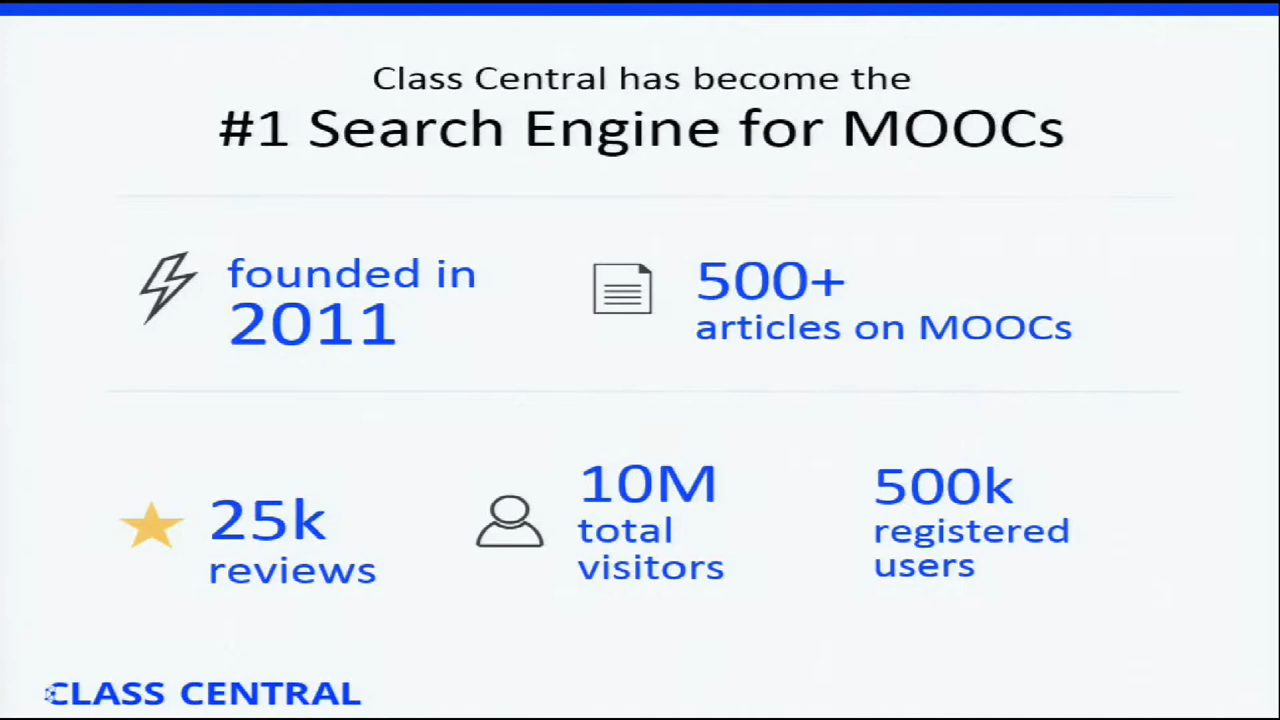 Class Central has become the
#1 Search Engine for MOOCs
founded in
2011
500+
articles on MOOCs
25k
reviews
10M
total
visitors
500k
registered
users
CLASS CENTRAL